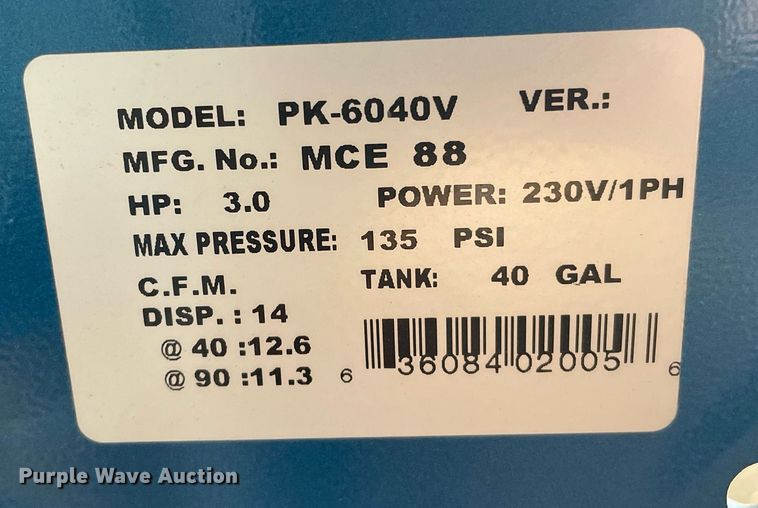 MODEL: PK-6040V VER.:
MFG. No.: MCE 88
HP: 3.0 POWER: 230V/1PH
MAX PRESSURE: 135 PSI
C.F.M. TANK: 40 GAL
DISP. : 14
@ 40 :12.6
@ 90 :11.3
6 36084 02005 6
Purple Wave Auction